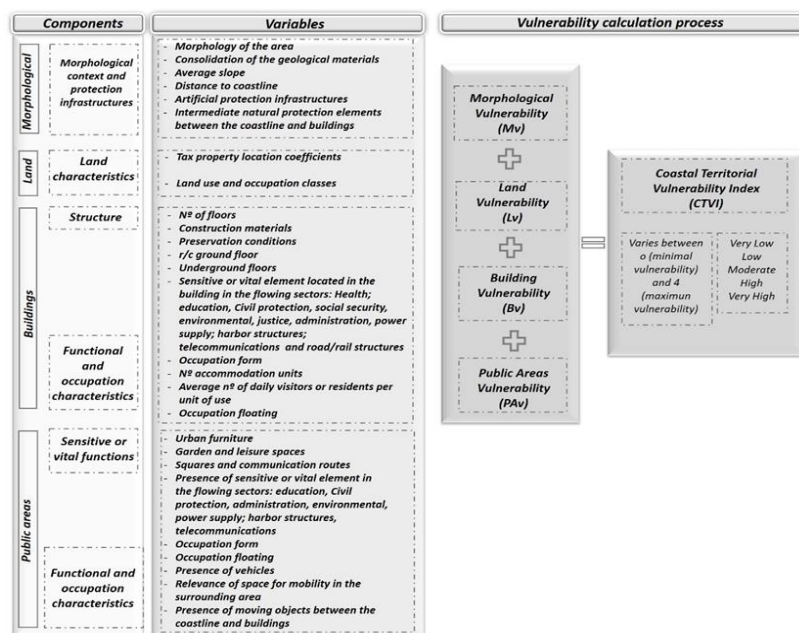 Components
Variables
Vulnerability calculation process
Morphological
Morphological
context and
protection
infrastructures
- Morphology of the area
- Consolidation of the geological materials
- Average slope
- Distance to coastline
- Artificial protection infrastructures
- Intermediate natural protection elements
between the coastline and buildings
Land
Land
characteristics
- Tax property location coefficients
- Land use and occupation classes
Buildings
Structure
Functional
and
occupation
characteristics
- Nº of floors
- Construction materials
- Preservation conditions
- r/c ground floor
- Underground floors
- Sensitive or vital element located in the
building in the flowing sectors: Health;
education, Civil protection, social security,
environmental, justice, administration, power
supply; harbor structures;
telecommunications and road/rail structures
- Occupation form
- Nº accommodation units
- Average nº of daily visitors or residents per
unit of use
- Occupation floating
Public areas
Sensitive or
vital functions
Functional and
occupation
characteristics
- Urban furniture
- Garden and leisure spaces
- Squares and communication routes
- Presence of sensitive or vital element in
the flowing sectors: education, Civil
protection, administration, environmental,
power supply; harbor structures,
telecommunications
- Occupation form
- Occupation floating
- Presence of vehicles
- Relevance of space for mobility in the
surrounding area
- Presence of moving objects between the
coastline and buildings
Morphological
Vulnerability
(Mv)
Land
Vulnerability
(Lv)
Building
Vulnerability
(Bv)
Public Areas
Vulnerability
(PAv)
Coastal Territorial
Vulnerability Index
(CTVI)
Varies between
0 (minimal
vulnerability)
and 4
(maximun
vulnerability)
Very Low
Low
Moderate
High
Very High